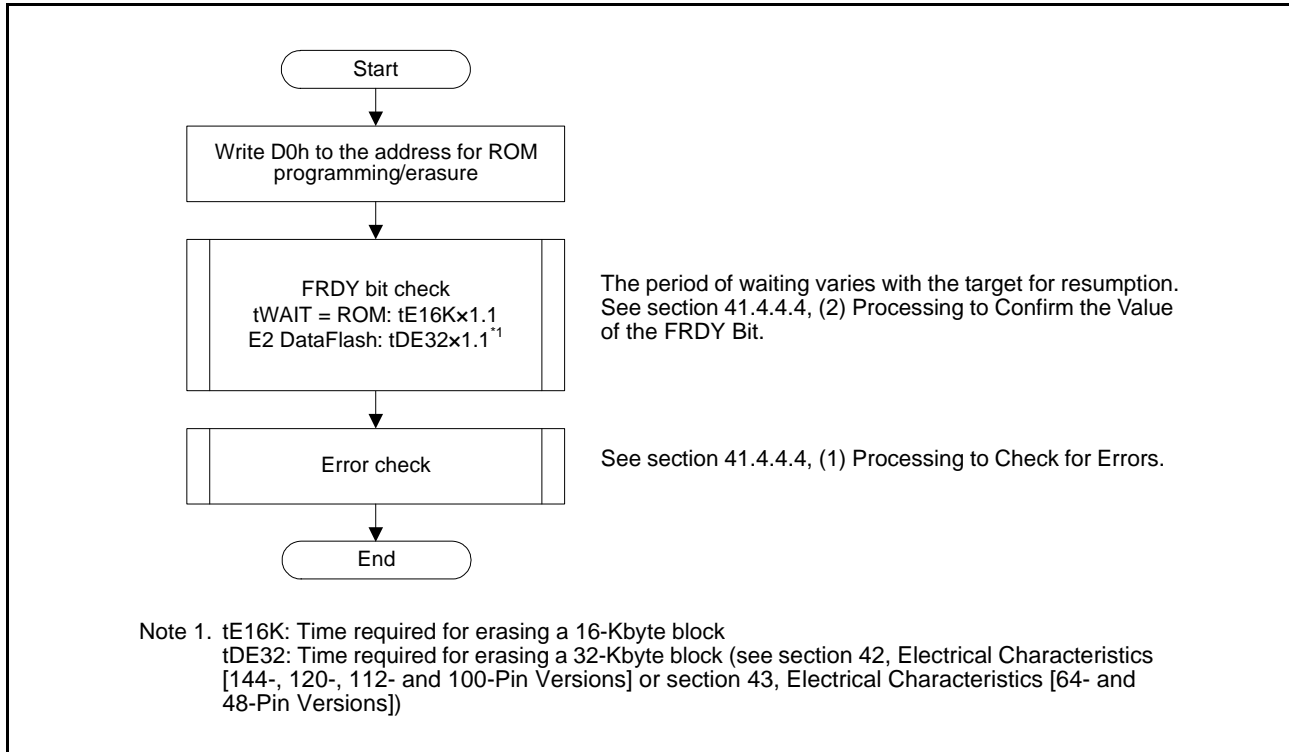 Start
Write D0h to the address for ROM
programming/erasure
FRDY bit check
tWAIT = ROM: tE16K×1.1
E2 DataFlash: tDE32×1.1*1
The period of waiting varies with the target for resumption.
See section 41.4.4.4, (2) Processing to Confirm the Value
of the FRDY Bit.
Error check
See section 41.4.4.4, (1) Processing to Check for Errors.
End
Note 1. tE16K: Time required for erasing a 16-Kbyte block
tDE32: Time required for erasing a 32-Kbyte block (see section 42, Electrical Characteristics
[144-, 120-, 112- and 100-Pin Versions] or section 43, Electrical Characteristics [64- and
48-Pin Versions])